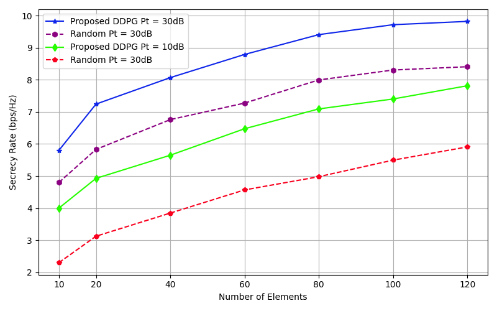 10
9
8
7
6
5
4
3
2
Secrecy Rate (bps/Hz)
Proposed DDPG Pt = 30dB
Random Pt = 30dB
Proposed DDPG Pt = 10dB
Random Pt = 30dB
10 20 40 60 80 100 120
Number of Elements